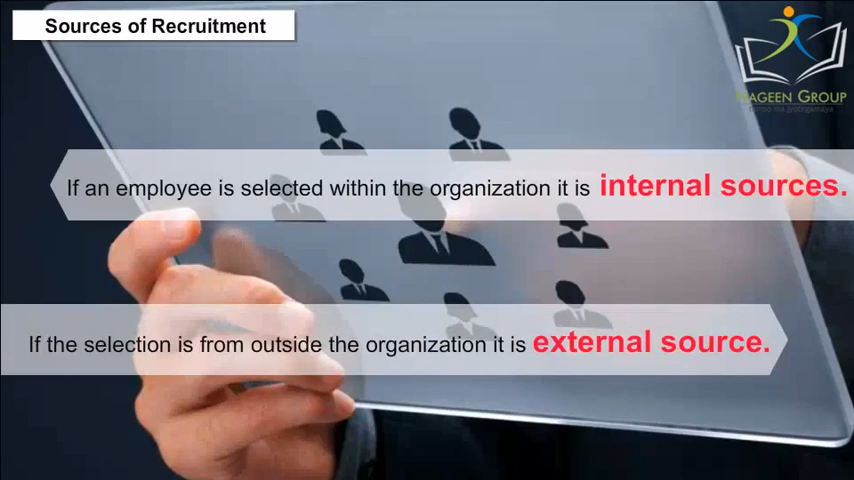 Sources of Recruitment
NAGEEN GROUP
If an employee is selected within the organization it is internal sources.
If the selection is from outside the organization it is external source.